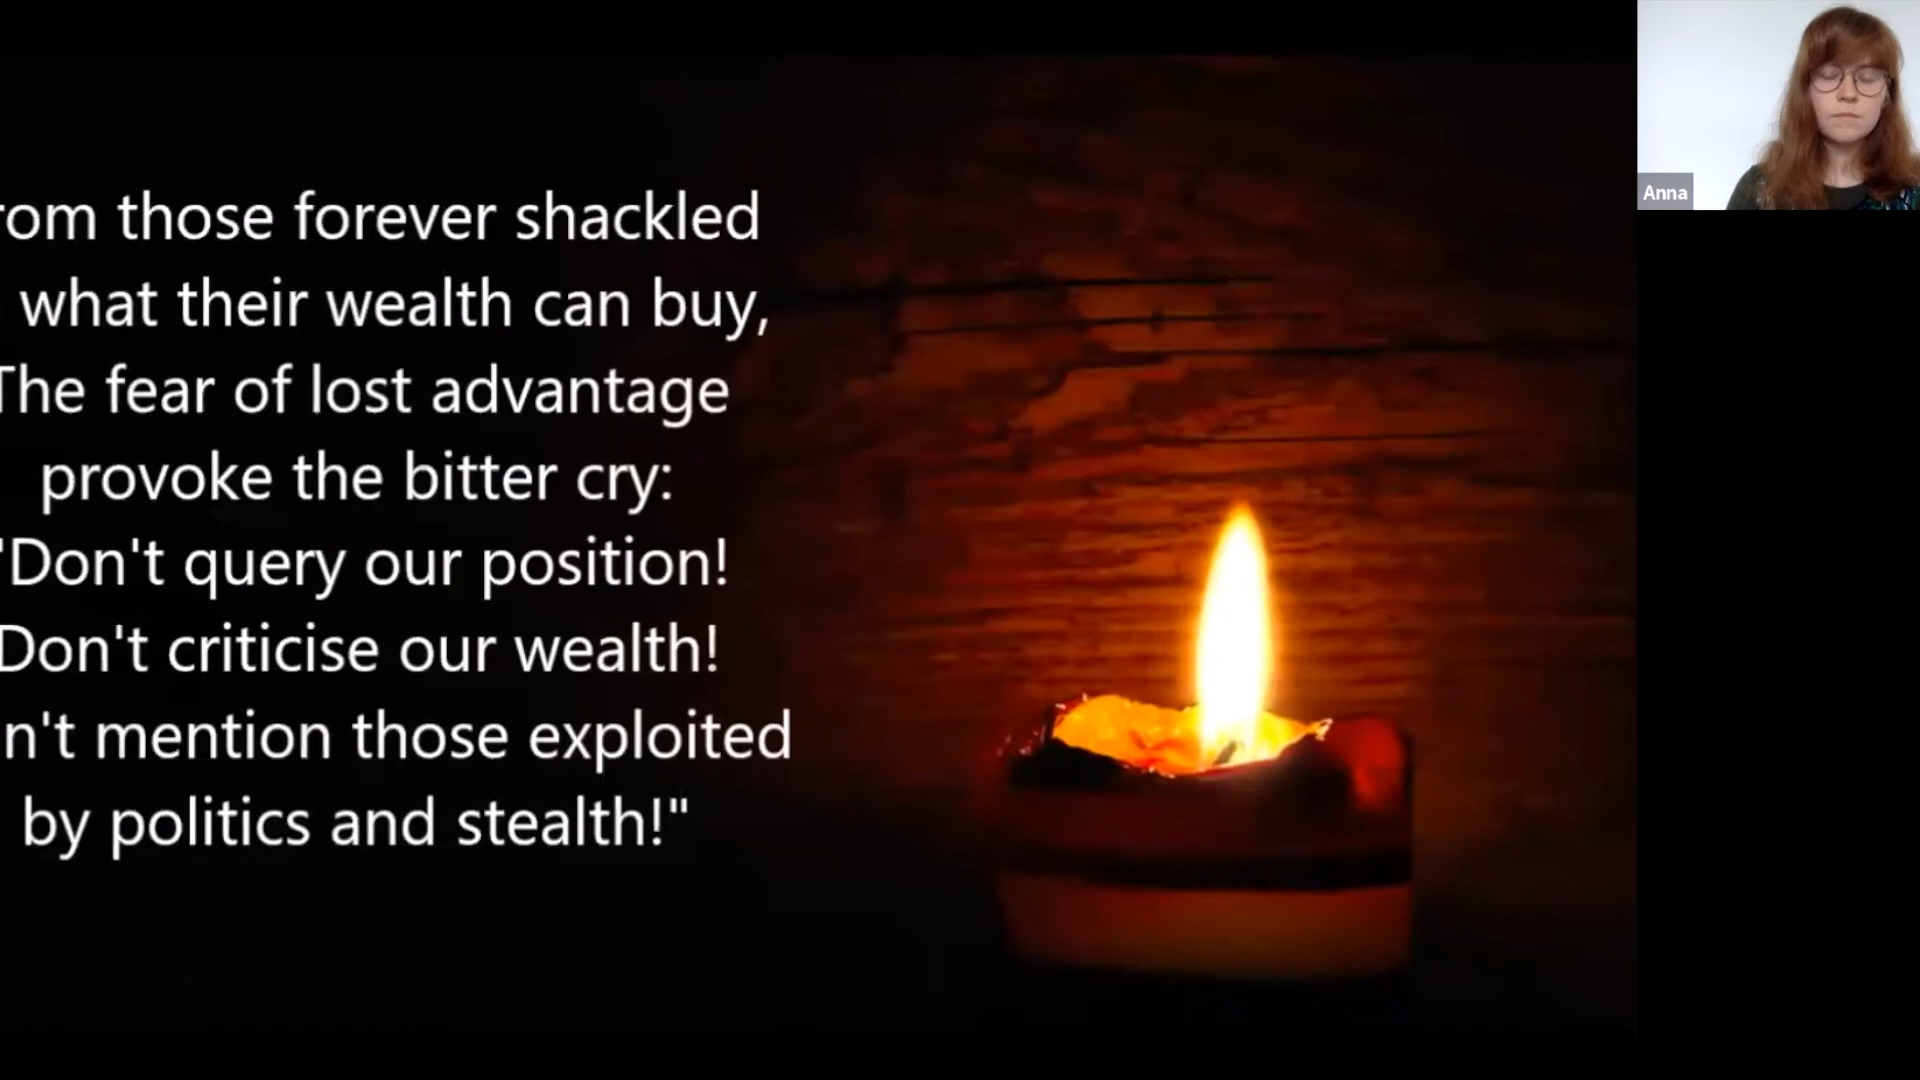 rom those forever shackled
what their wealth can buy,
The fear of lost advantage
provoke the bitter cry:
"Don't query our position!
Don't criticise our wealth!
n't mention those exploited
by politics and stealth!"
Anna